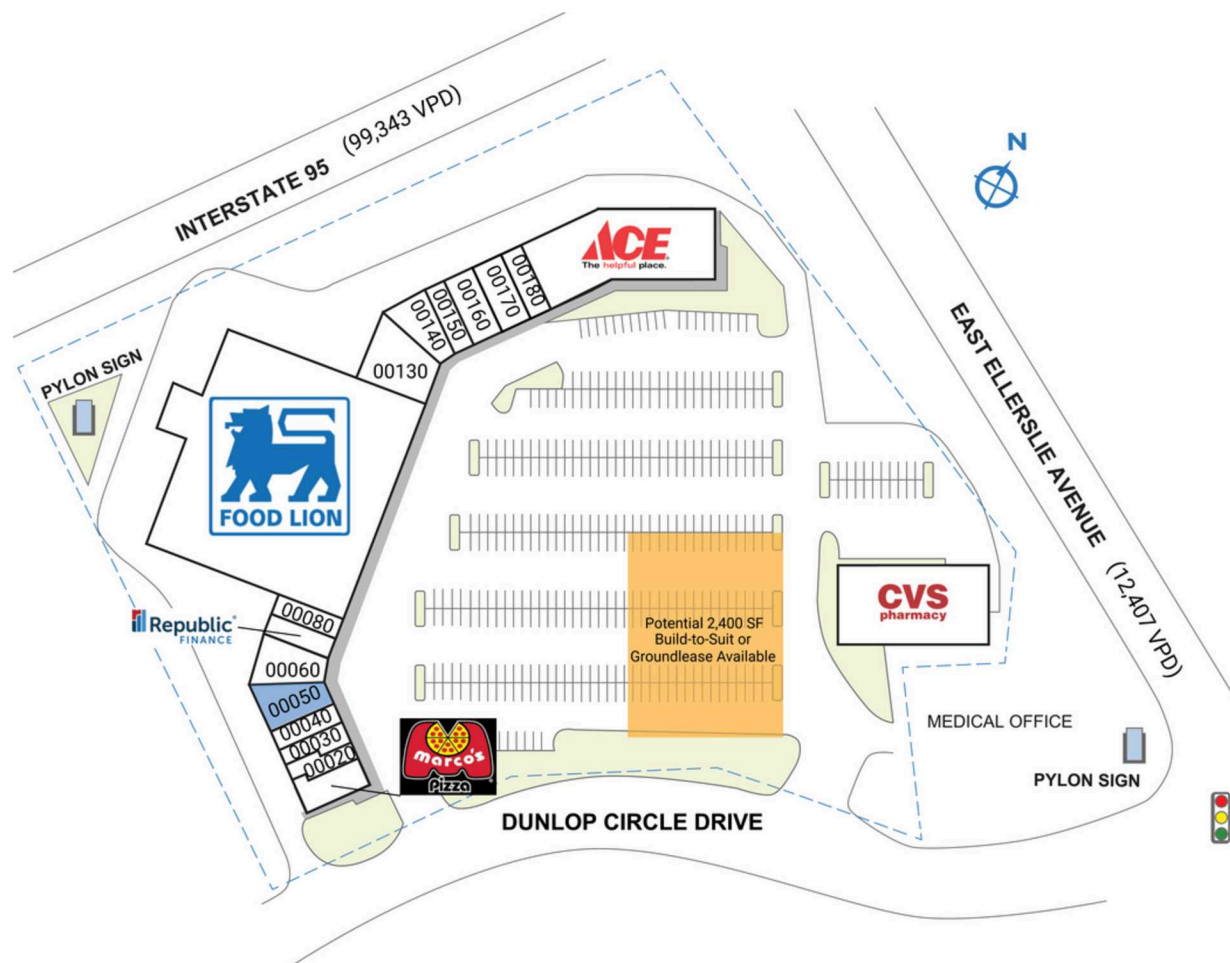 INTERSTATE 95 (99,343 VPD)
N
ACE®
The helpful place.
00180
00170
00160
00150
00140
00130
PYLON SIGN
FOOD LION
EAST ELLERSLIE AVENUE (12,407 VPD)
CVS
pharmacy
Potential 2,400 SF
Build-to-Suit or
Groundlease Available
00080
Republic®
FINANCE
00060
00050
00040
00030
00020
marco's
Pizza
MEDICAL OFFICE
PYLON SIGN
DUNLOP CIRCLE DRIVE